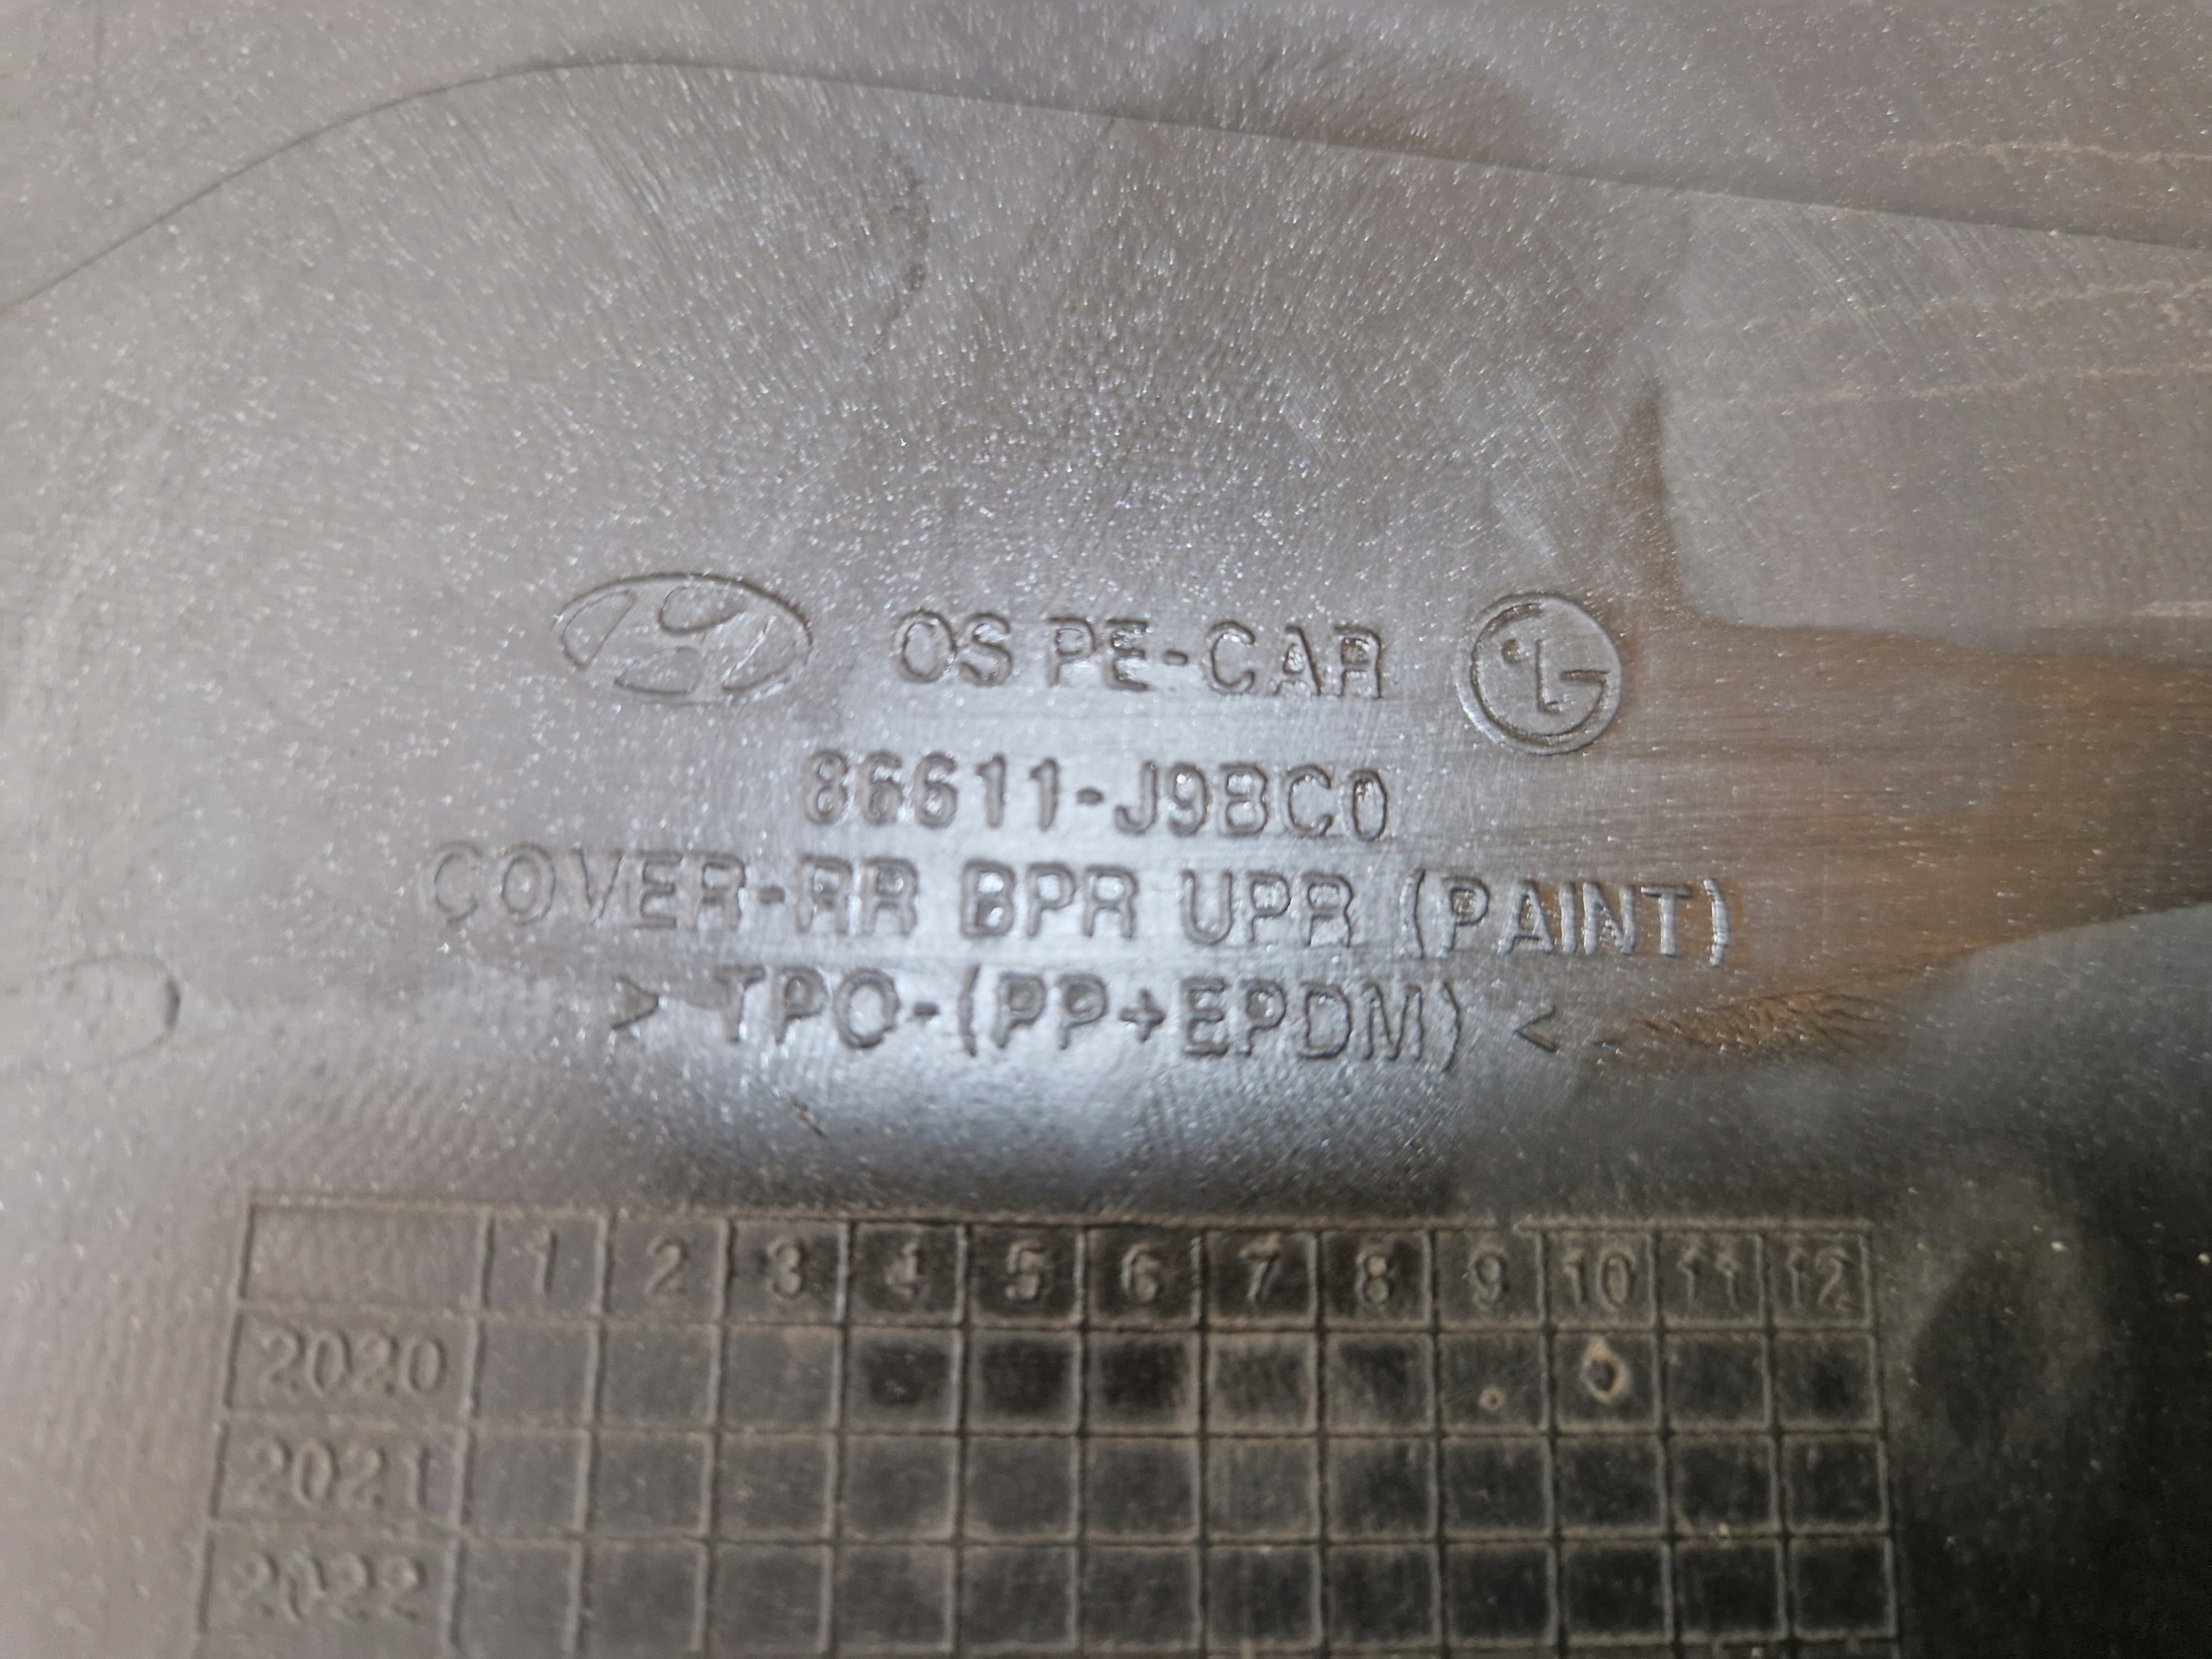 OS PE-CAR LG
86611-J9BC0
COVER-RR BPR UPR (PAINT)
> TPO-(PP+EPDM) <
1 2 3 4 5 6 7 8 9 10 11 12
2020
2021
2022